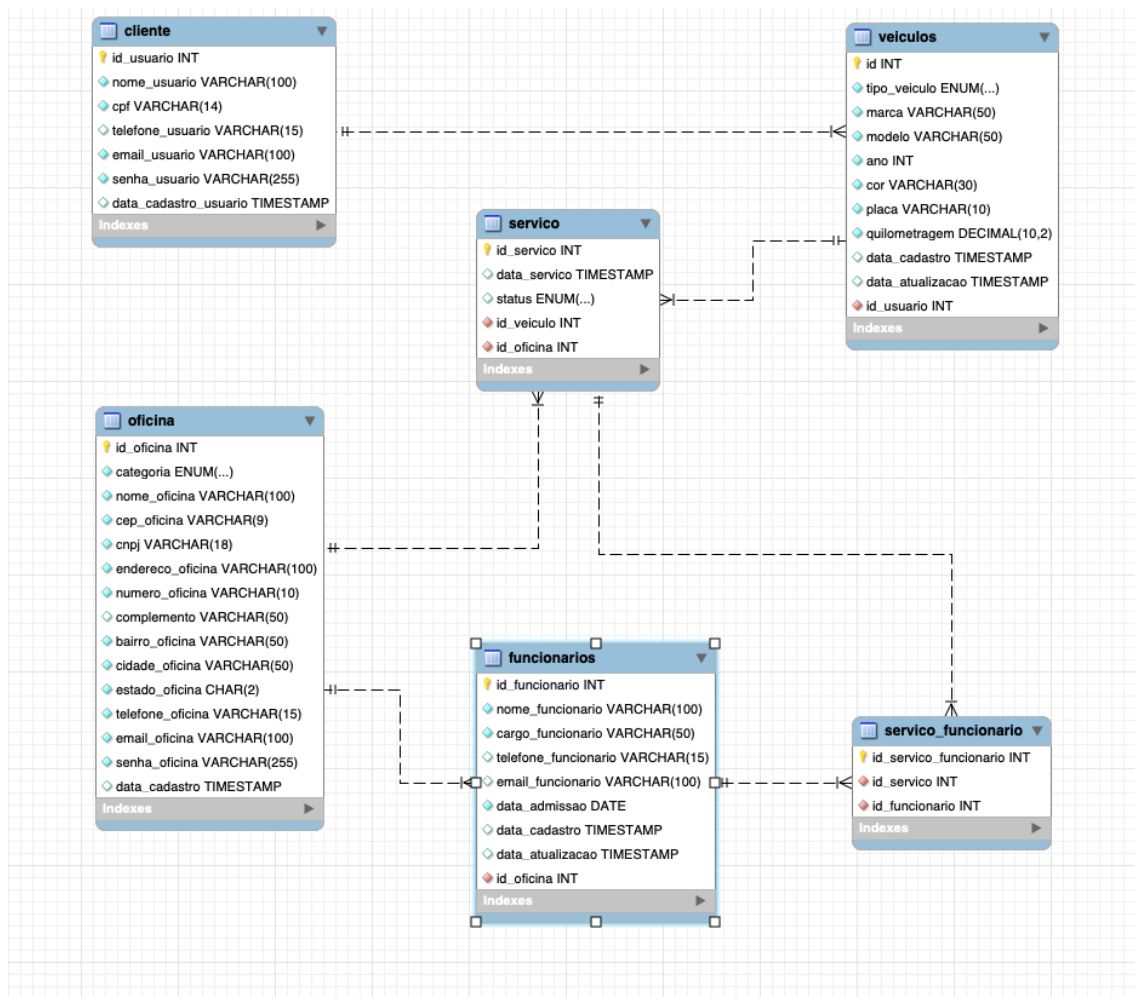 cliente
id_usuario INT
nome_usuario VARCHAR(100)
cpf VARCHAR(14)
telefone_usuario VARCHAR(15)
email_usuario VARCHAR(100)
senha_usuario VARCHAR(255)
data_cadastro_usuario TIMESTAMP
Indexes
veiculos
id INT
tipo_veiculo ENUM(...)
marca VARCHAR(50)
modelo VARCHAR(50)
ano INT
cor VARCHAR(30)
placa VARCHAR(10)
quilometragem DECIMAL(10,2)
data_cadastro TIMESTAMP
data_atualizacao TIMESTAMP
id_usuario INT
Indexes
servico
id_servico INT
data_servico TIMESTAMP
status ENUM(...)
id_veiculo INT
id_oficina INT
Indexes
oficina
id_oficina INT
categoria ENUM(...)
nome_oficina VARCHAR(100)
cep_oficina VARCHAR(9)
cnpj VARCHAR(18)
endereco_oficina VARCHAR(100)
numero_oficina VARCHAR(10)
complemento VARCHAR(50)
bairro_oficina VARCHAR(50)
cidade_oficina VARCHAR(50)
estado_oficina CHAR(2)
telefone_oficina VARCHAR(15)
email_oficina VARCHAR(100)
senha_oficina VARCHAR(255)
data_cadastro TIMESTAMP
Indexes
funcionarios
id_funcionario INT
nome_funcionario VARCHAR(100)
cargo_funcionario VARCHAR(50)
telefone_funcionario VARCHAR(15)
email_funcionario VARCHAR(100)
data_admissao DATE
data_cadastro TIMESTAMP
data_atualizacao TIMESTAMP
id_oficina INT
Indexes
servico_funcionario
id_servico_funcionario INT
id_servico INT
id_funcionario INT
Indexes